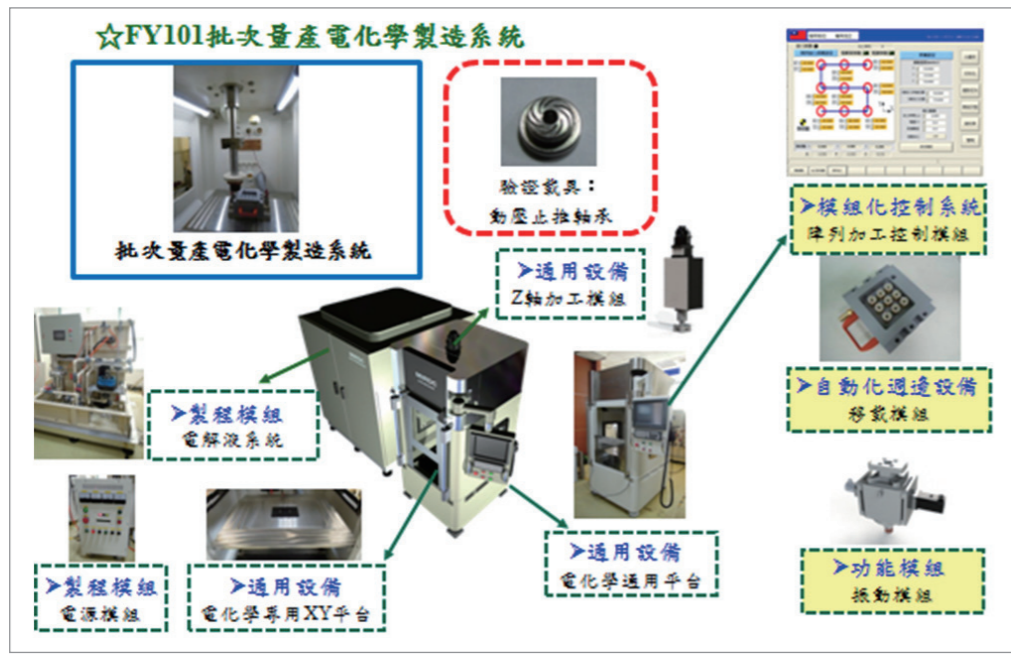 ☆FY101批次量產電化學製造系統
批次量產電化學製造系統
驗證載具：
動壓止推軸承
➤模組化控制系統
陣列加工控制模組
➤通用設備
Z軸加工模組
➤製程模組
電解液系統
➤自動化週邊設備
移載模組
➤製程模組
電源模組
➤通用設備
電化學專用XY平台
➤通用設備
電化學通用平台
➤功能模組
振動模組